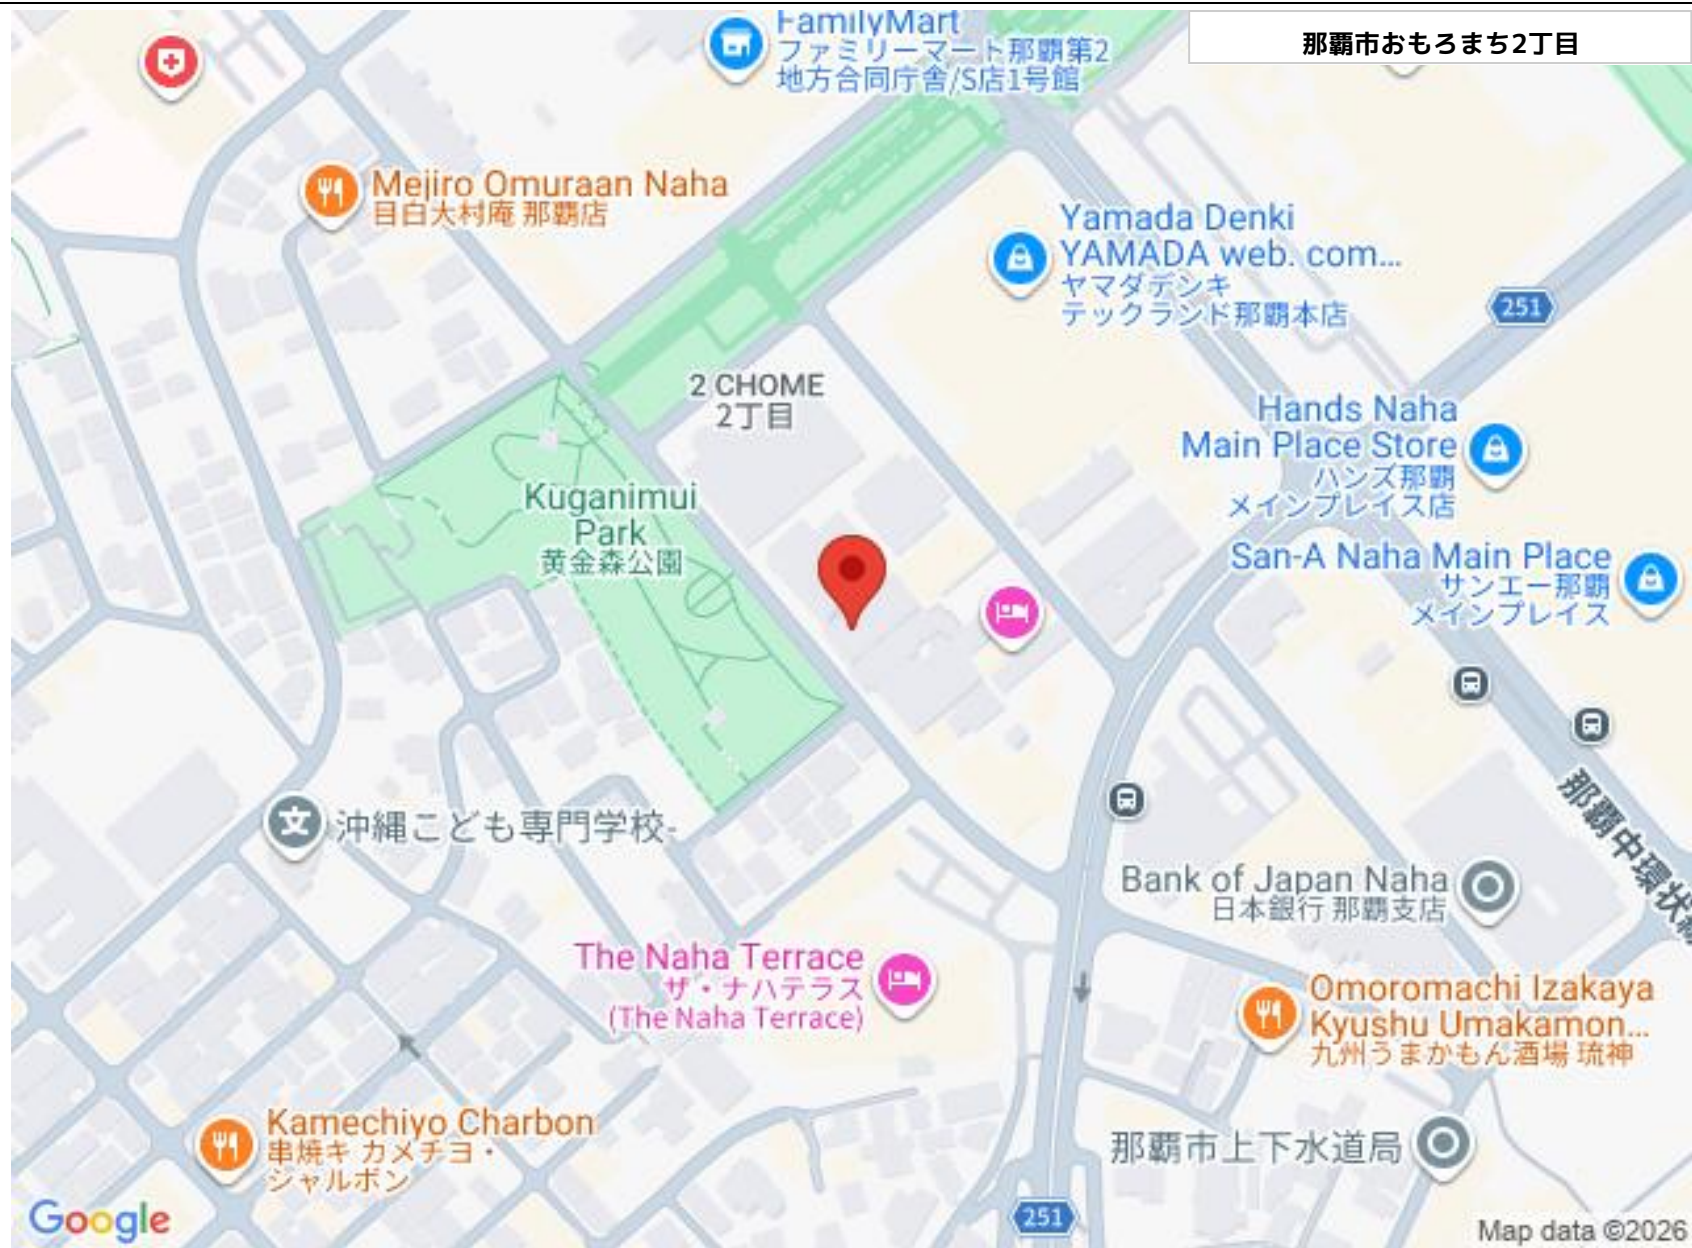 FamilyMart
ファミリーマート那覇第2
地方合同庁舎/S店1号館
那覇市おもろまち2丁目
Mejiro Omuraan Naha
目白大村庵 那覇店
Yamada Denki
YAMADA web. com...
ヤマダデンキ
テックランド那覇本店
251
2 CHOME
2丁目
Hands Naha
Main Place Store
ハンズ那覇
メインプレイス店
Kuganimui
Park
黄金森公園
San-A Naha Main Place
サンエー那覇
メインプレイス
文
沖縄こども専門学校
那覇中環状線
Bank of Japan Naha
日本銀行 那覇支店
The Naha Terrace
ザ・ナハテラス
(The Naha Terrace)
Omoromachi Izakaya
Kyushu Umakamon...
九州うまかもん酒場 琉神
Kamechiyo Charbon
串焼キ カメチヨ・
シャルボン
那覇市上下水道局
251
Google
Map data ©2026